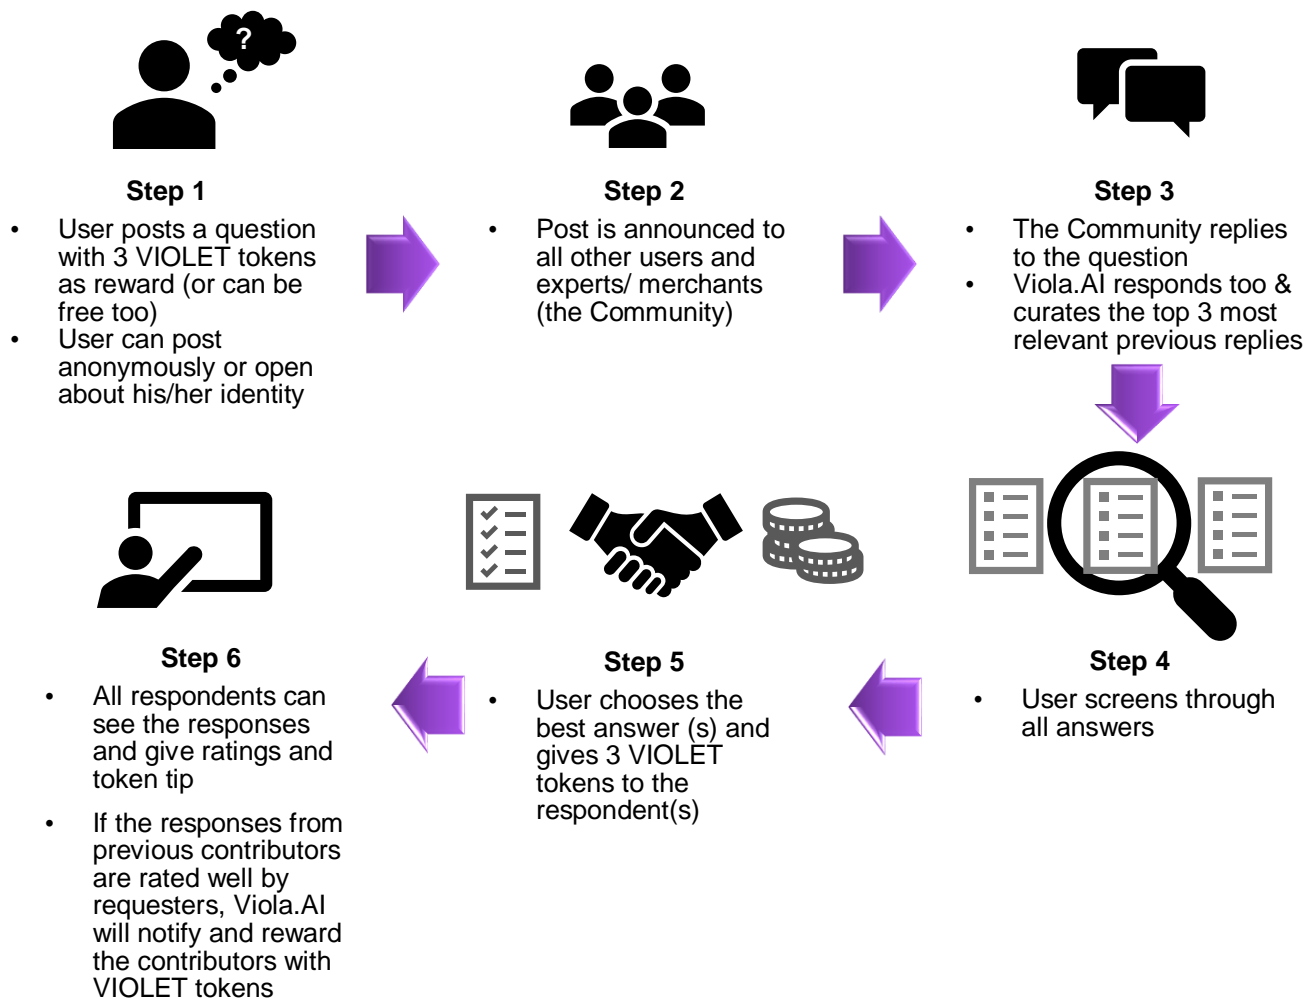 ?
Step 1
• User posts a question
with 3 VIOLET tokens
as reward (or can be
free too)
• User can post
anonymously or open
about his/her identity
Step 2
• Post is announced to
all other users and
experts/ merchants
(the Community)
Step 3
• The Community replies
to the question
• Viola.AI responds too &
curates the top 3 most
relevant previous replies
Step 4
• User screens through
all answers
Step 5
• User chooses the
best answer (s) and
gives 3 VIOLET
tokens to the
respondent(s)
Step 6
• All respondents can
see the responses
and give ratings and
token tip
• If the responses from
previous contributors
are rated well by
requesters, Viola.AI
will notify and reward
the contributors with
VIOLET tokens